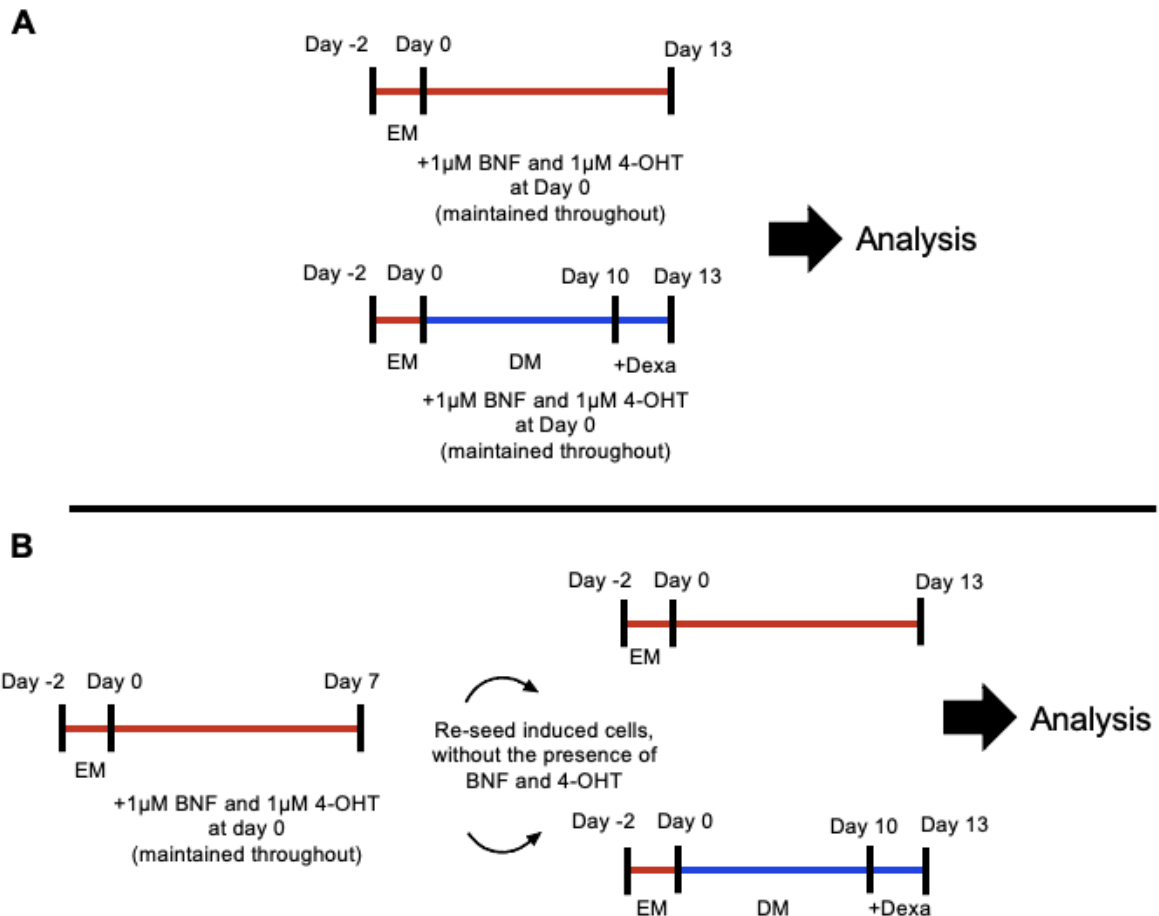 A
Day -2 Day 0 Day 13
EM
+1µM BNF and 1µM 4-OHT
at Day 0
(maintained throughout)
Analysis
Day -2 Day 0 Day 10 Day 13
EM DM +Dexa
+1µM BNF and 1µM 4-OHT
at Day 0
(maintained throughout)
B
Day -2 Day 0 Day 7
EM
+1µM BNF and 1µM 4-OHT
at day 0
(maintained throughout)
Re-seed induced cells,
without the presence of
BNF and 4-OHT
Day -2 Day 0 Day 13
EM
Day -2 Day 0 Day 10 Day 13
EM DM +Dexa
Analysis